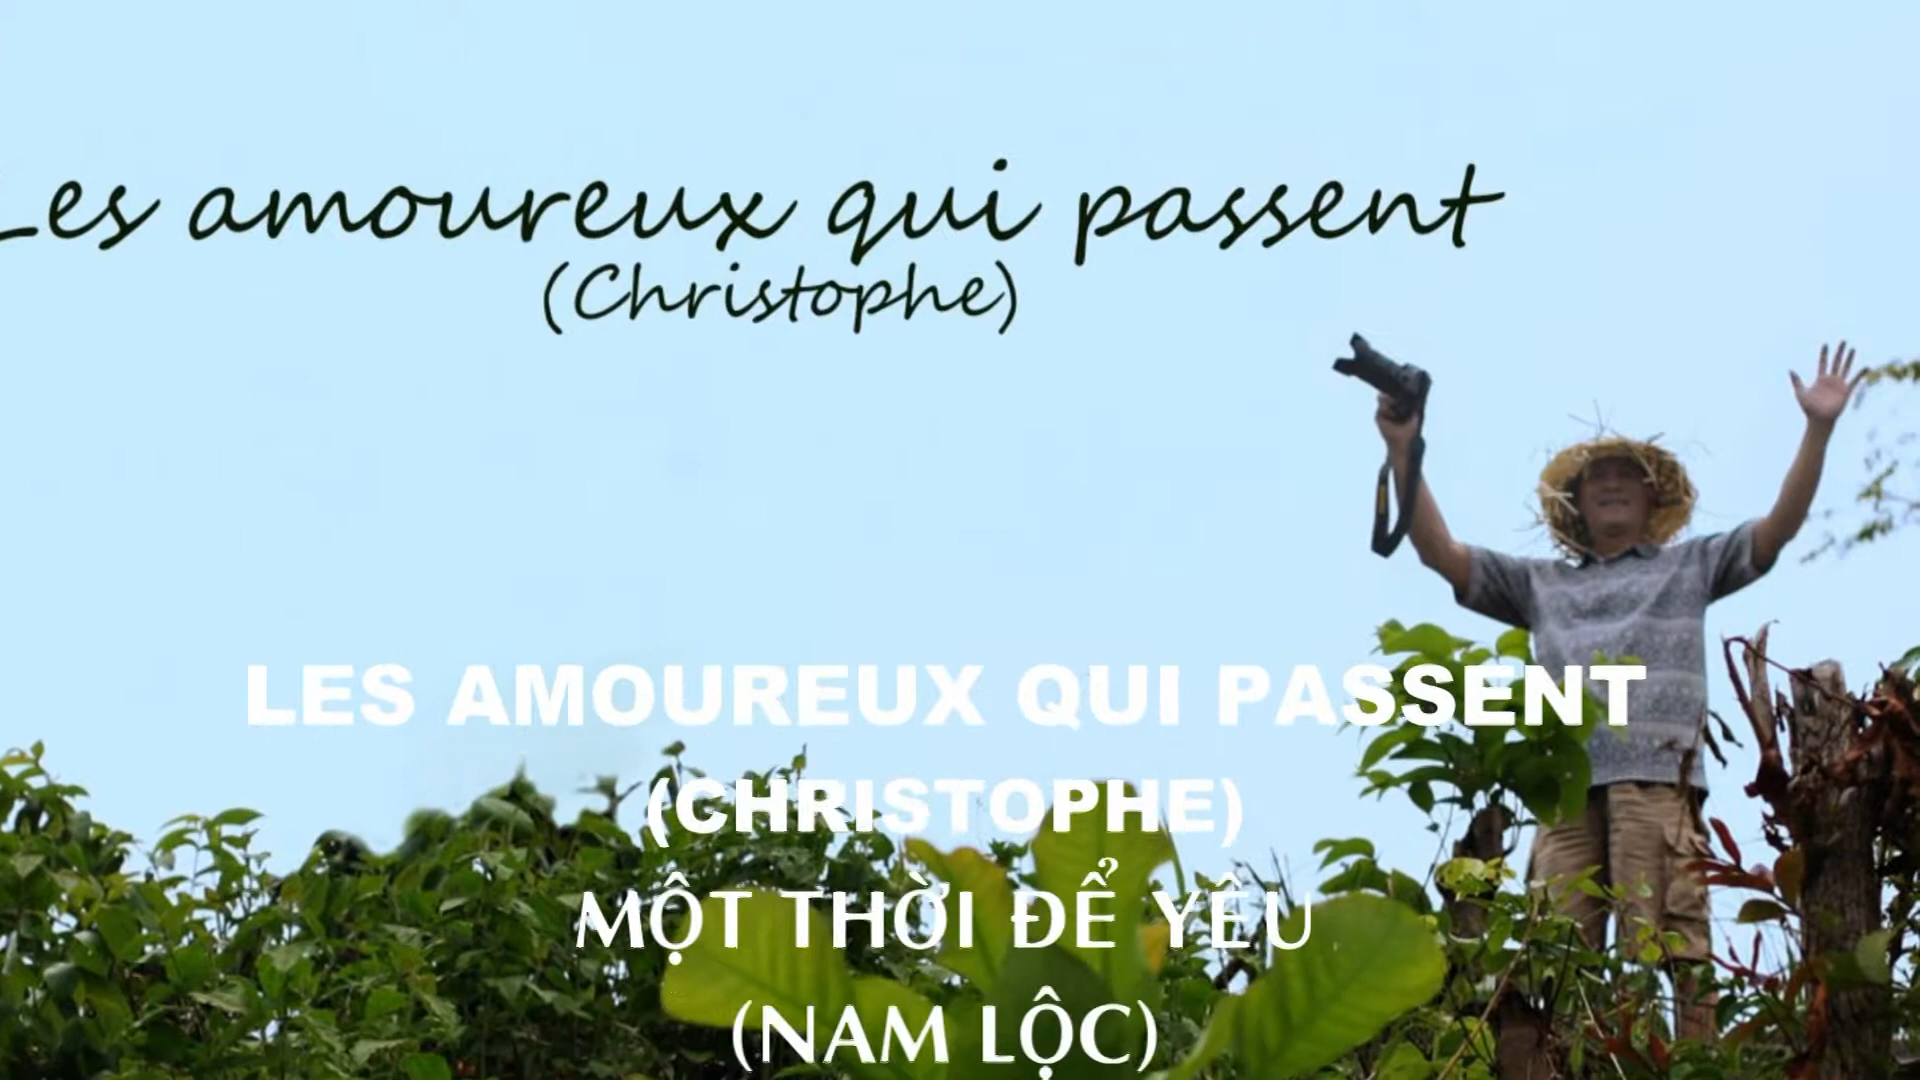 Les amoureux qui passent
(Christophe)
LES AMOUREUX QUI PASSENT
(CHRISTOPHE)
MỘT THỜI ĐỂ YÊU
(NAM LỘC)